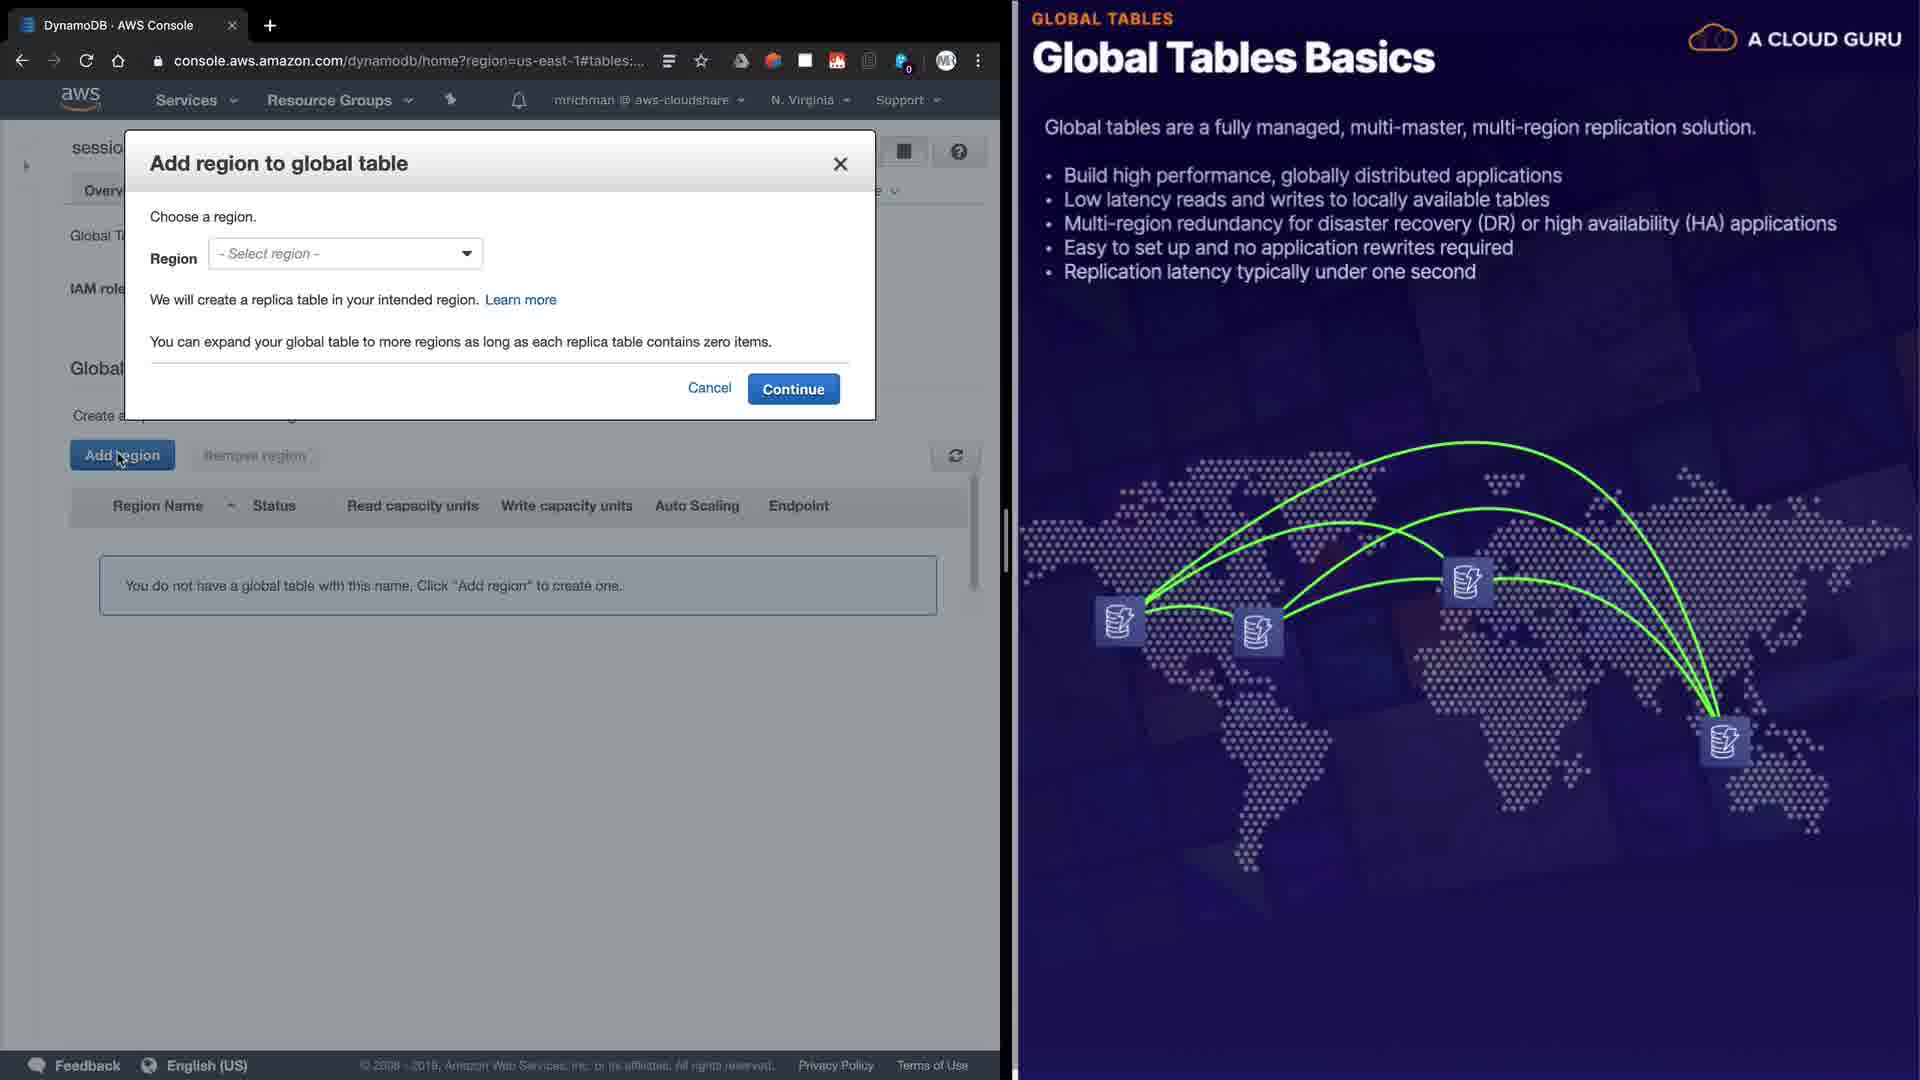 DynamoDB · AWS Console
console.aws.amazon.com/dynamodb/home?region=us-east-1#tables:...
0
MR
aws
Services
Resource Groups
mrichman @ aws-cloudshare
N. Virginia
Support
sessio
Overv
Global Ta
IAM role
Global
Create a
Add region to global table
Choose a region.
Region
- Select region -
We will create a replica table in your intended region. Learn more
You can expand your global table to more regions as long as each replica table contains zero items.
Cancel
Continue
Add region
Remove region
Region Name
Status
Read capacity units
Write capacity units
Auto Scaling
Endpoint
You do not have a global table with this name. Click "Add region" to create one.
Feedback
English (US)
© 2008 - 2019, Amazon Web Services, Inc. or its affiliates. All rights reserved.
Privacy Policy
Terms of Use
GLOBAL TABLES
Global Tables Basics
A CLOUD GURU
Global tables are a fully managed, multi-master, multi-region replication solution.
• Build high performance, globally distributed applications
• Low latency reads and writes to locally available tables
• Multi-region redundancy for disaster recovery (DR) or high availability (HA) applications
• Easy to set up and no application rewrites required
• Replication latency typically under one second